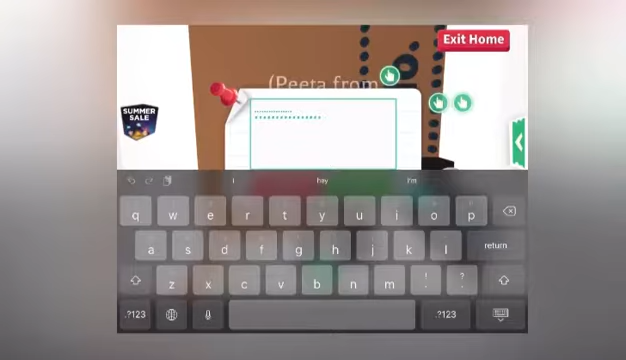 Exit Home
(Peeta from
SUMMER
SALE
I
hey
I'm
q w e r t y u i o p
a s d f g h j k l
return
z x c v b n m ! ?
.?123
.?123